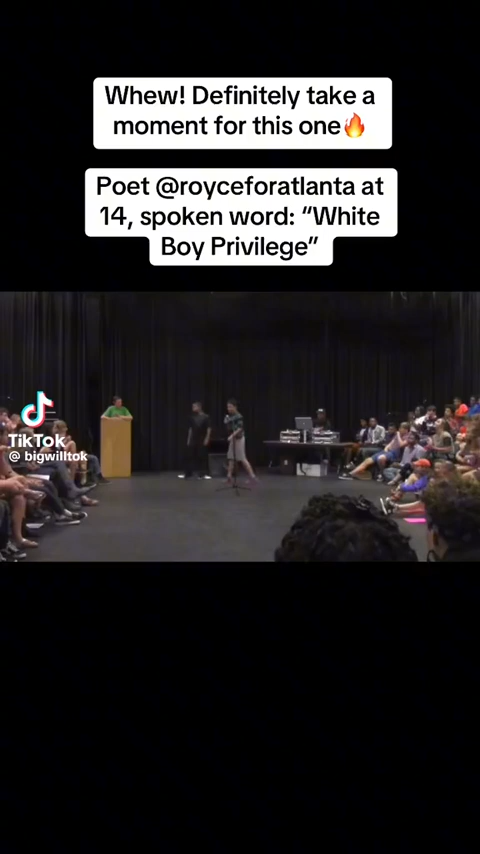 Whew! Definitely take a
moment for this one🔥
Poet @royceforatlanta at
14, spoken word: “White
Boy Privilege”
TikTok
@ bigwilltok